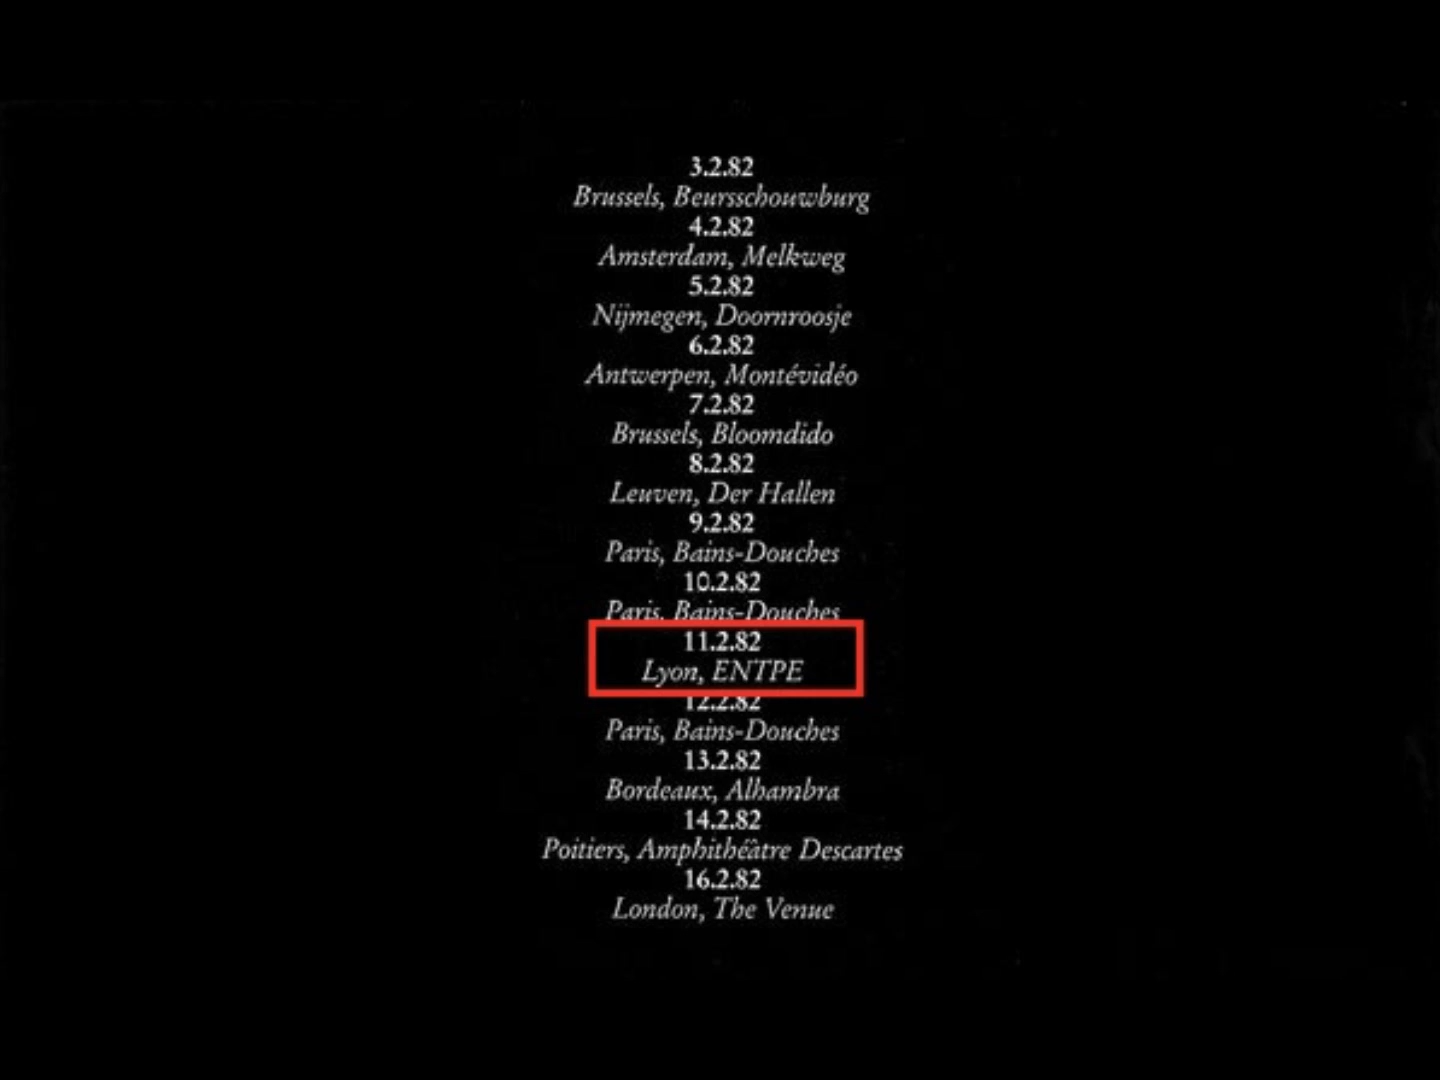 3.2.82
Brussels, Beursschouwburg
4.2.82
Amsterdam, Melkweg
5.2.82
Nijmegen, Doornroosje
6.2.82
Antwerpen, Montévidéo
7.2.82
Brussels, Bloomdido
8.2.82
Leuven, Der Hallen
9.2.82
Paris, Bains-Douches
10.2.82
Paris, Bains-Douches
11.2.82
Lyon, ENTPE
12.2.82
Paris, Bains-Douches
13.2.82
Bordeaux, Alhambra
14.2.82
Poitiers, Amphithéâtre Descartes
16.2.82
London, The Venue